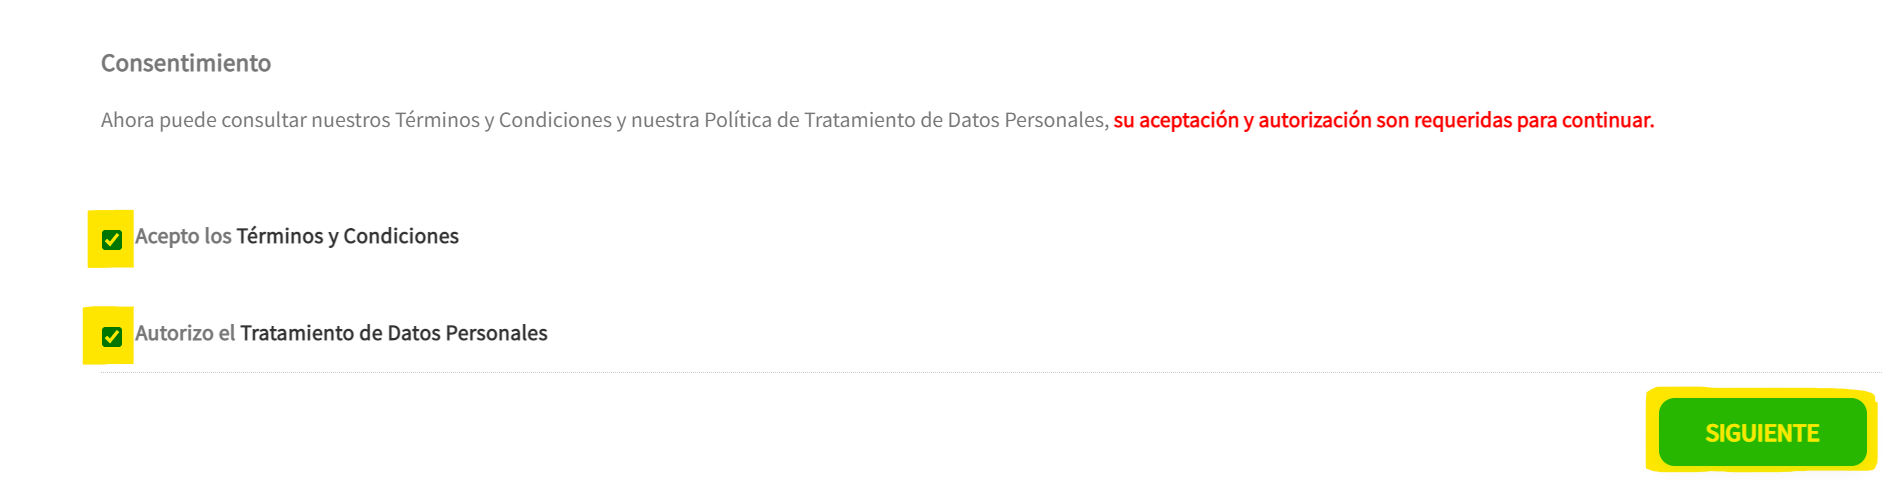 Consentimiento
Ahora puede consultar nuestros Términos y Condiciones y nuestra Política de Tratamiento de Datos Personales, su aceptación y autorización son requeridas para continuar.
Acepto los Términos y Condiciones
Autorizo el Tratamiento de Datos Personales
SIGUIENTE